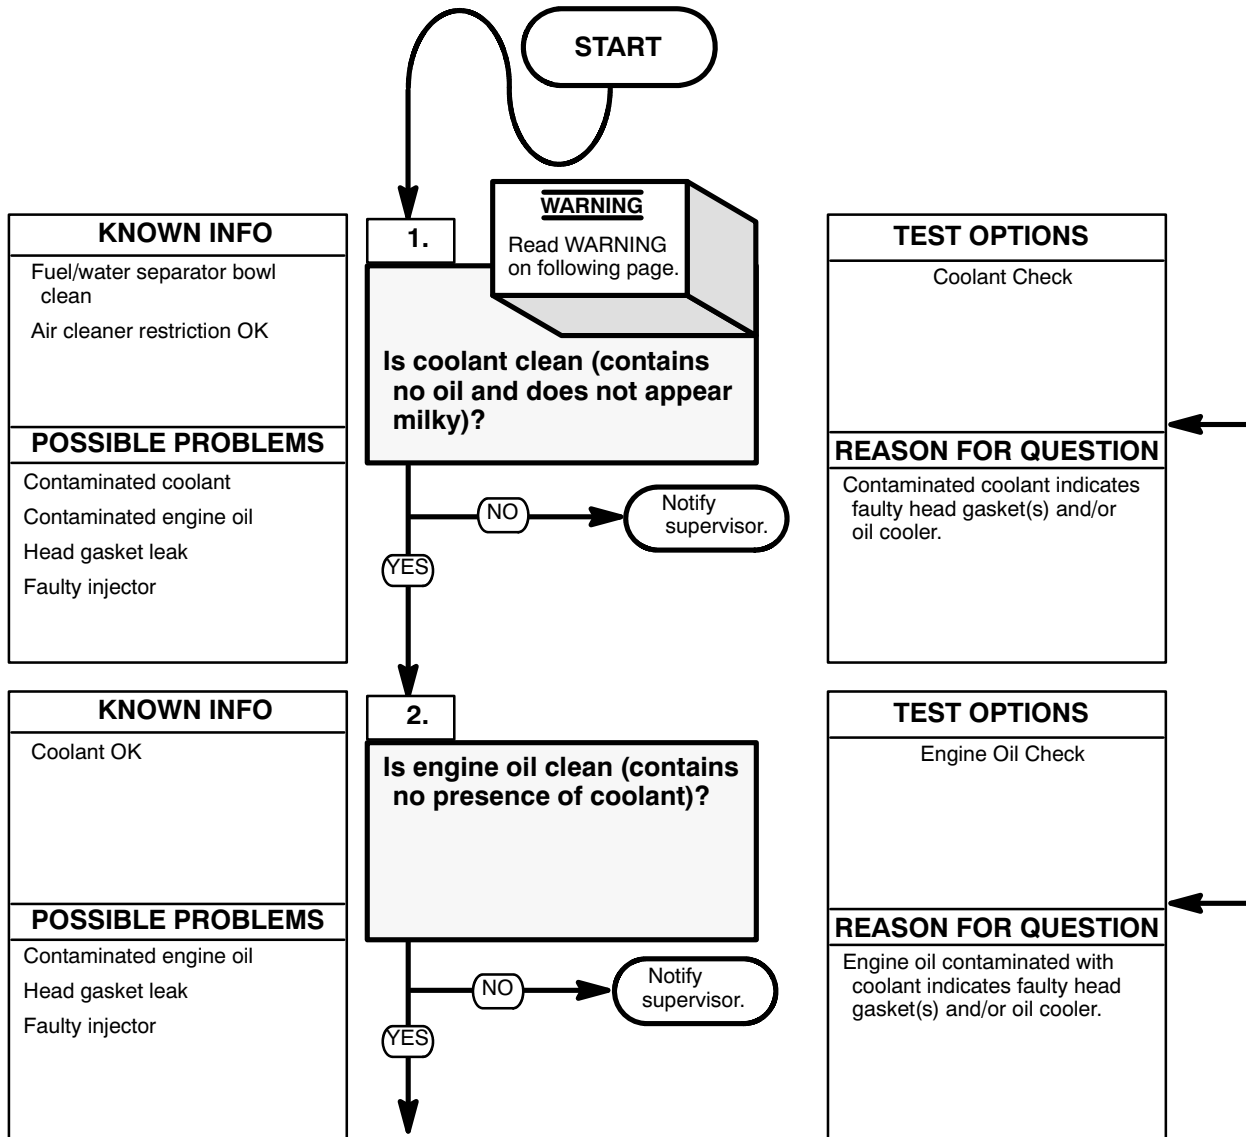 START
WARNING
Read WARNING
on following page.
KNOWN INFO
Fuel/water separator bowl
clean
Air cleaner restriction OK
POSSIBLE PROBLEMS
Contaminated coolant
Contaminated engine oil
Head gasket leak
Faulty injector
1.
Is coolant clean (contains
no oil and does not appear
milky)?
NO
Notify
supervisor.
YES
TEST OPTIONS
Coolant Check
REASON FOR QUESTION
Contaminated coolant indicates
faulty head gasket(s) and/or
oil cooler.
KNOWN INFO
Coolant OK
POSSIBLE PROBLEMS
Contaminated engine oil
Head gasket leak
Faulty injector
2.
Is engine oil clean (contains
no presence of coolant)?
NO
Notify
supervisor.
YES
TEST OPTIONS
Engine Oil Check
REASON FOR QUESTION
Engine oil contaminated with
coolant indicates faulty head
gasket(s) and/or oil cooler.